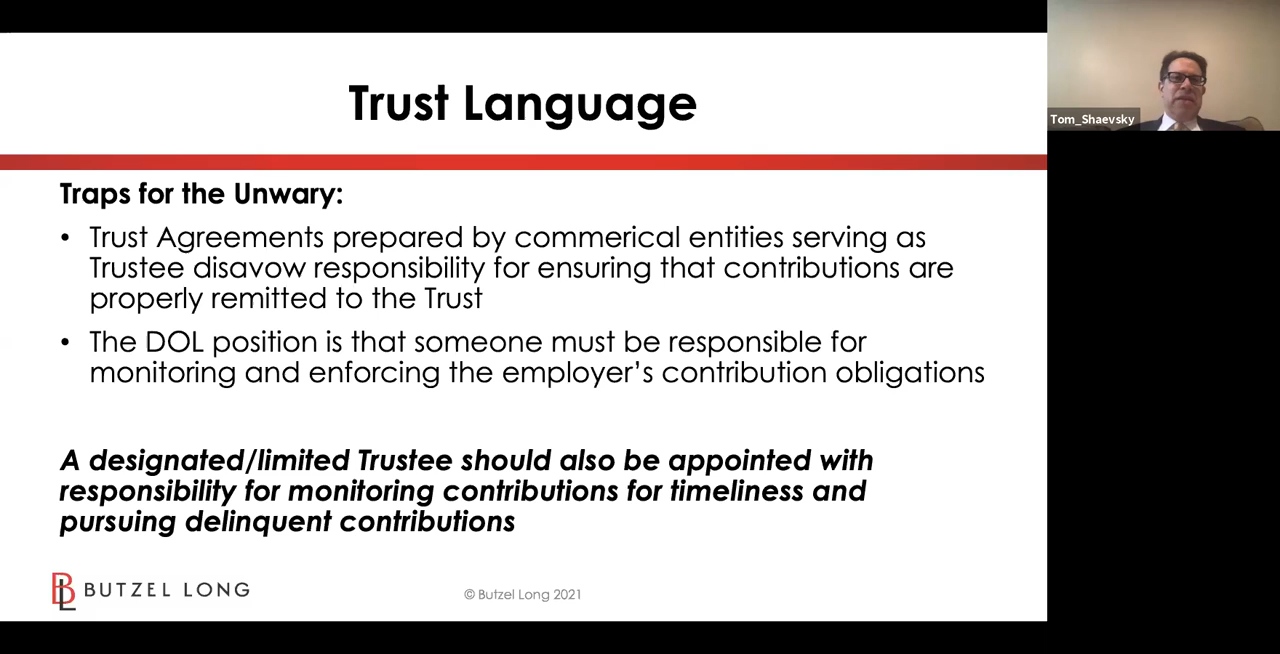 Trust Language
Tom_Shaevsky
Traps for the Unwary:
• Trust Agreements prepared by commerical entities serving as
Trustee disavow responsibility for ensuring that contributions are
properly remitted to the Trust
• The DOL position is that someone must be responsible for
monitoring and enforcing the employer’s contribution obligations
A designated/limited Trustee should also be appointed with
responsibility for monitoring contributions for timeliness and
pursuing delinquent contributions
BL BUTZEL LONG
© Butzel Long 2021